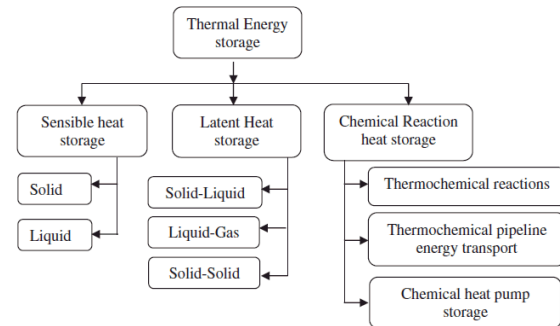 Thermal Energy
storage
Sensible heat
storage
Latent Heat
storage
Chemical Reaction
heat storage
Solid
Liquid
Solid-Liquid
Liquid-Gas
Solid-Solid
Thermochemical reactions
Thermochemical pipeline
energy transport
Chemical heat pump
storage